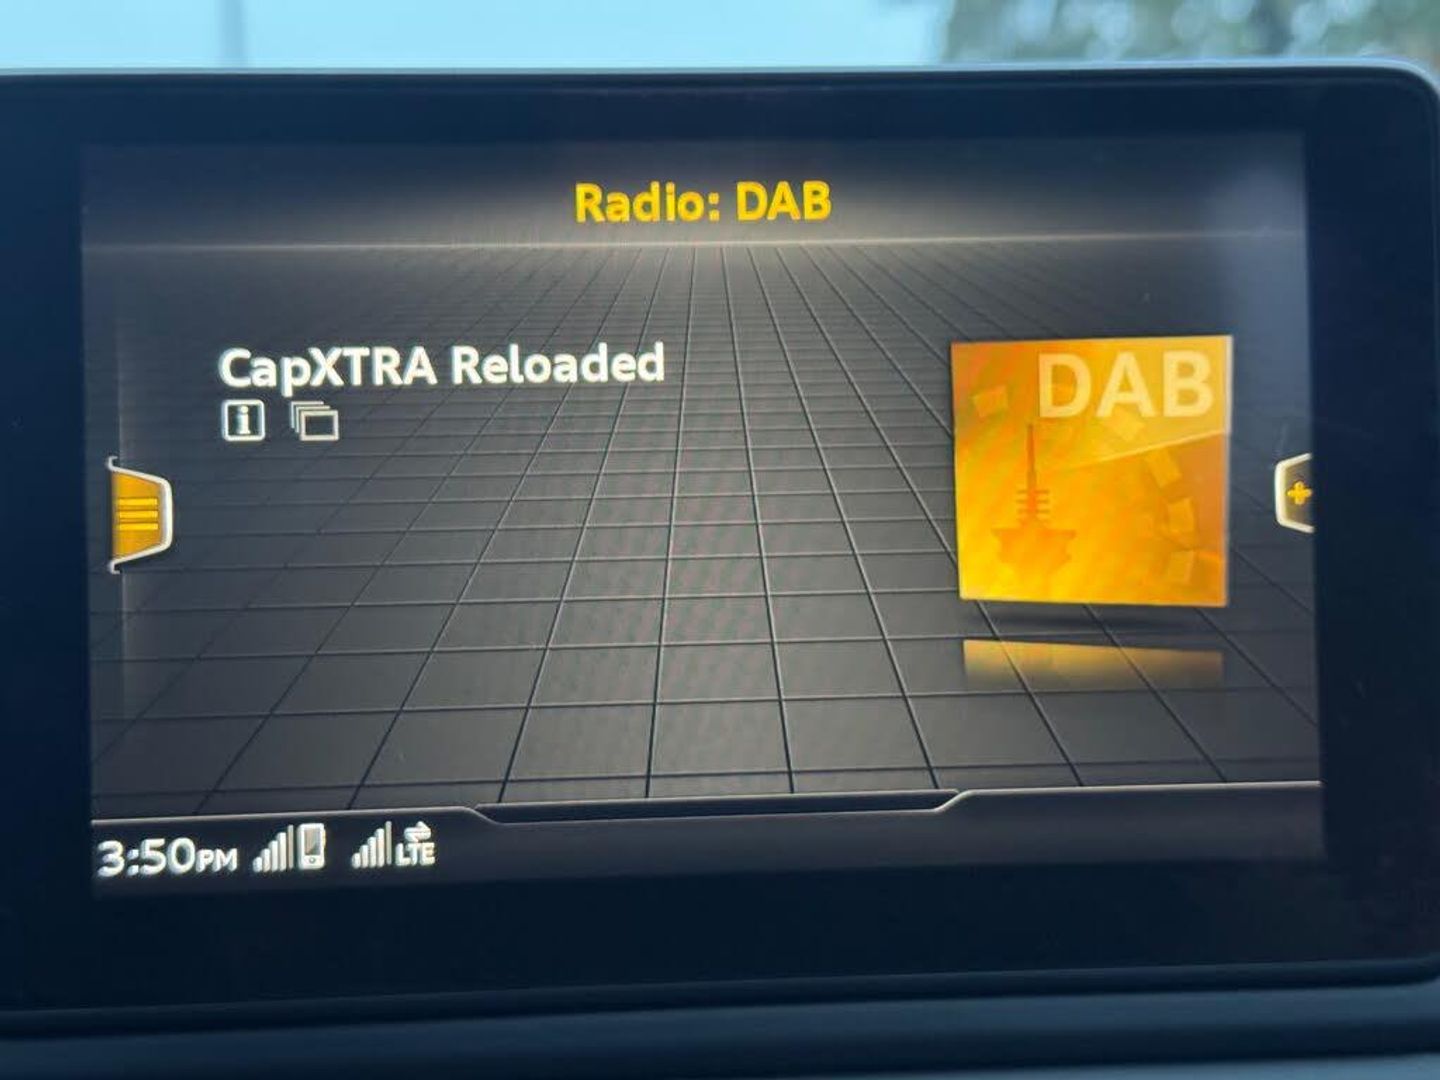 Radio: DAB
CapXTRA Reloaded
DAB
3:50PM
LTE